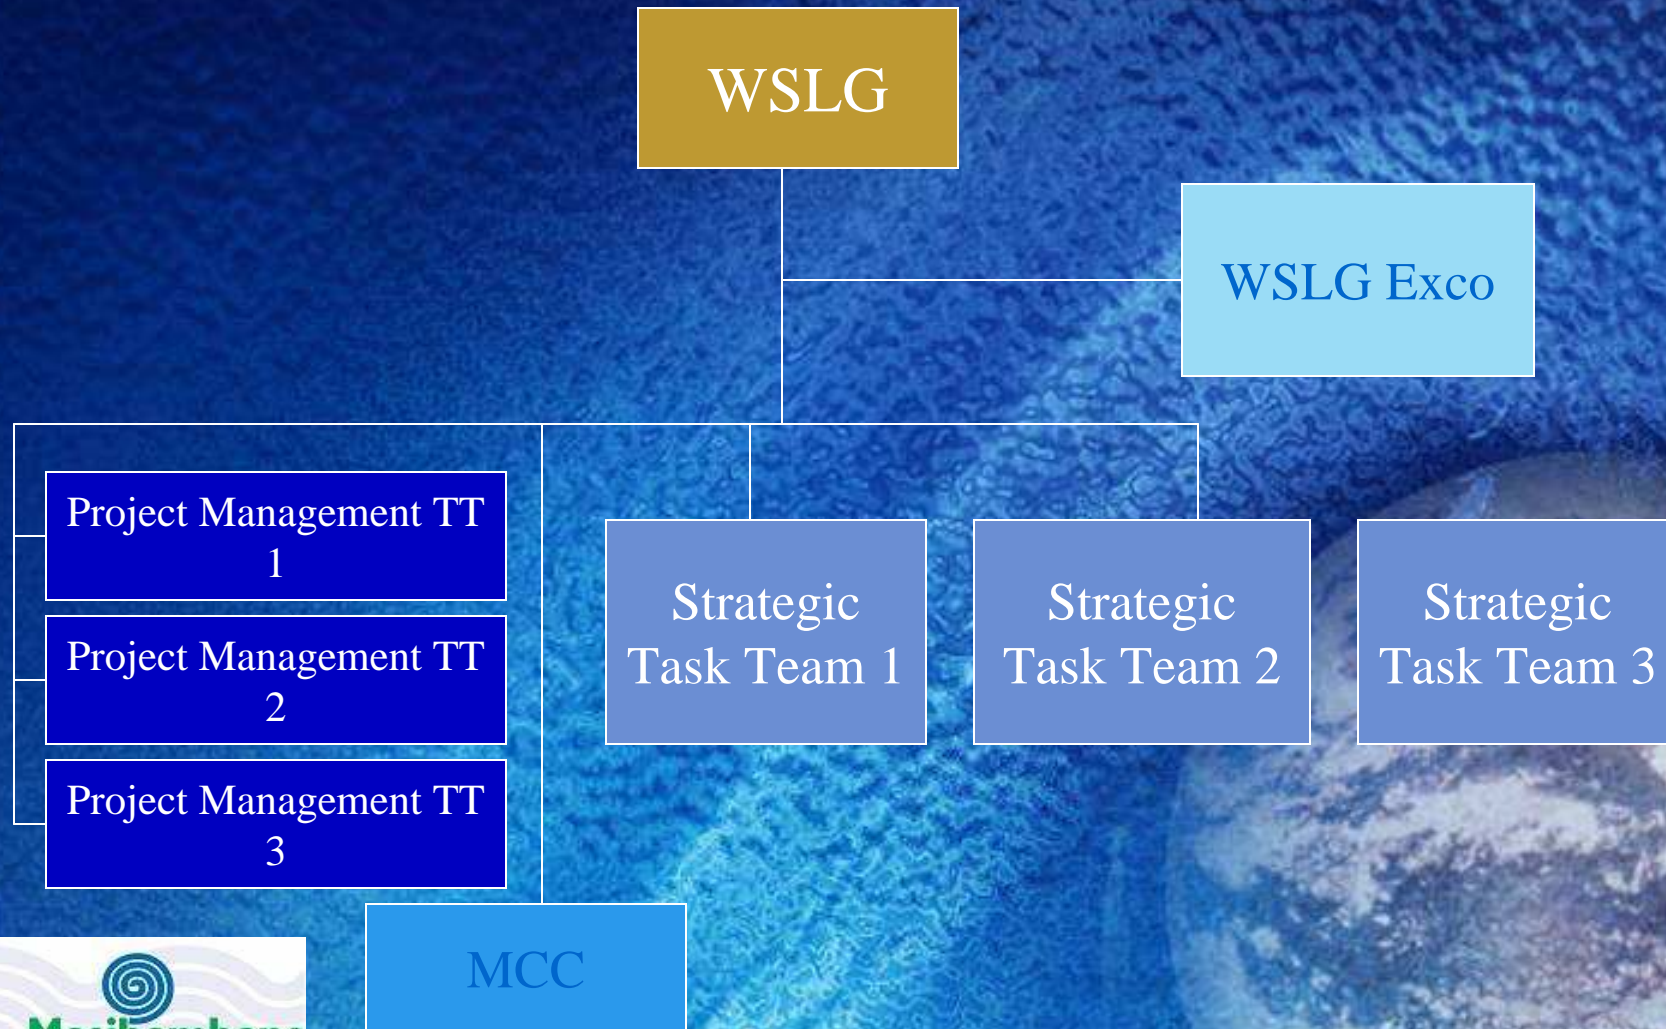 WSLG
WSLG Exco
Project Management TT
1
Project Management TT
2
Project Management TT
3
Strategic
Task Team 1
Strategic
Task Team 2
Strategic
Task Team 3
MCC